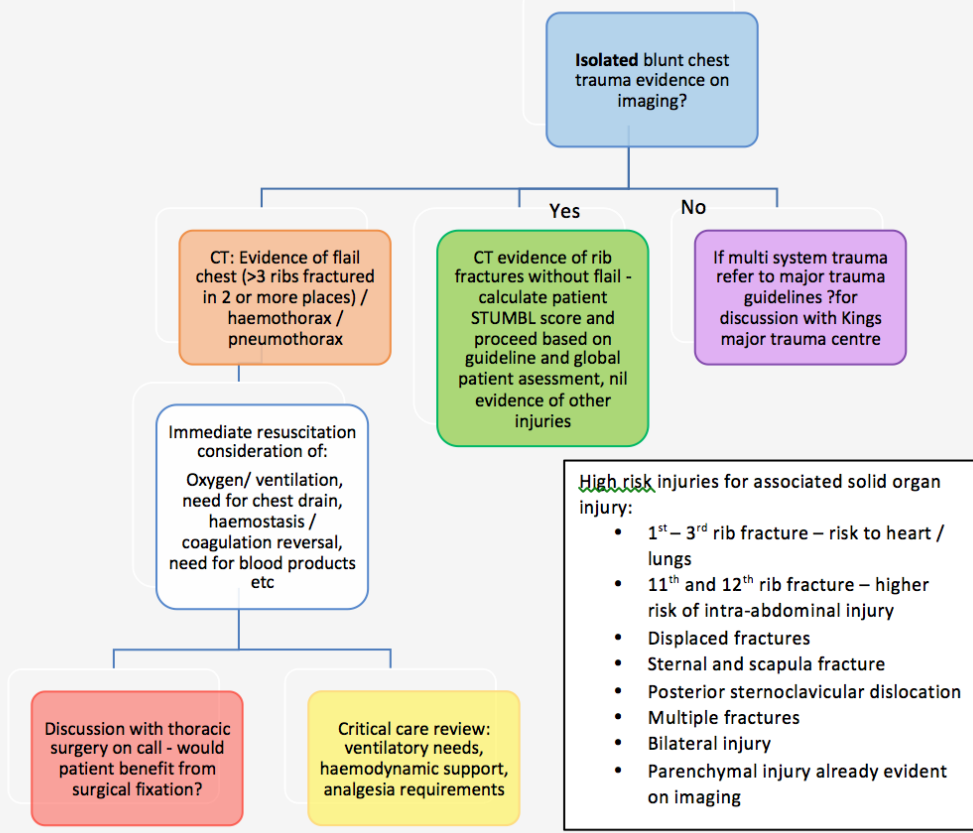 Isolated blunt chest
trauma evidence on
imaging?
Yes
No
CT: Evidence of flail
chest (>3 ribs fractured
in 2 or more places) /
haemothorax /
pneumothorax
CT evidence of rib
fractures without flail -
calculate patient
STUMBL score and
proceed based on
guideline and global
patient asessment, nil
evidence of other
injuries
If multi system trauma
refer to major trauma
guidelines ?for
discussion with Kings
major trauma centre
Immediate resuscitation
consideration of:
Oxygen/ ventilation,
need for chest drain,
haemostasis /
coagulation reversal,
need for blood products
etc
High risk injuries for associated solid organ
injury:
• 1st – 3rd rib fracture – risk to heart /
lungs
• 11th and 12th rib fracture – higher
risk of intra-abdominal injury
• Displaced fractures
• Sternal and scapula fracture
• Posterior sternoclavicular dislocation
• Multiple fractures
• Bilateral injury
• Parenchymal injury already evident
on imaging
Discussion with thoracic
surgery on call - would
patient benefit from
surgical fixation?
Critical care review:
ventilatory needs,
haemodynamic support,
analgesia requirements